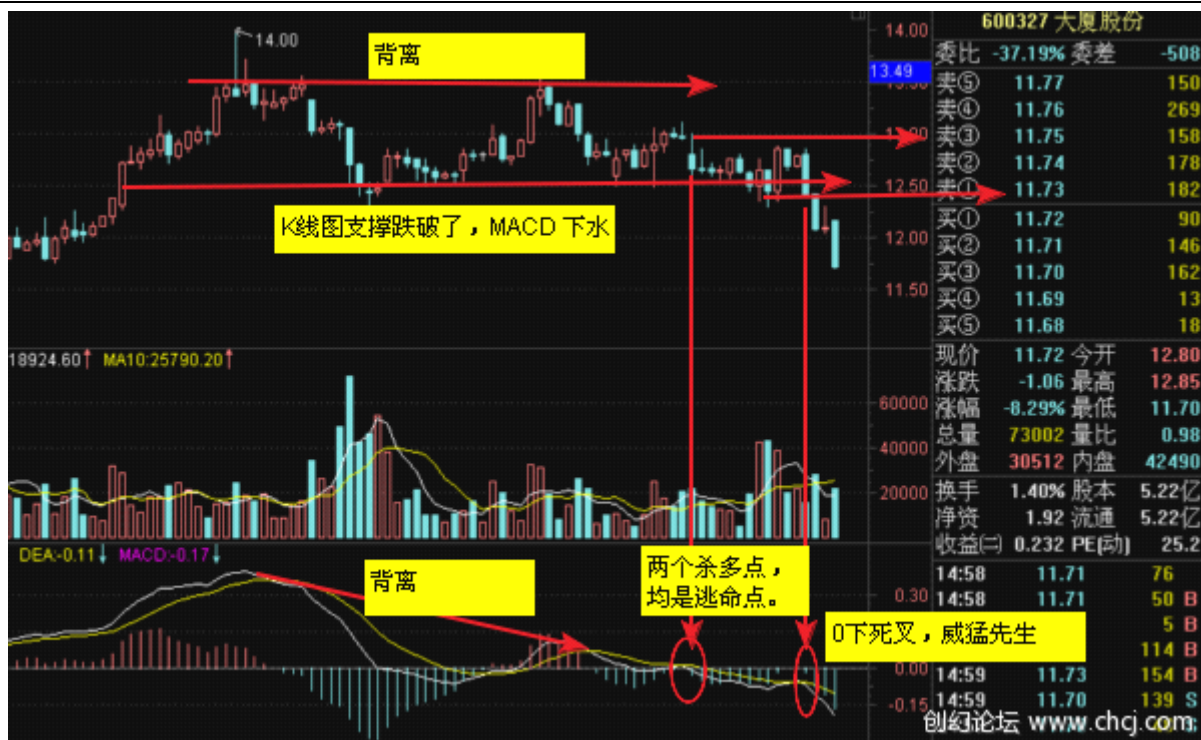 600327 大厦股份
委比 -37.19% 委差 -508
卖⑤ 11.77 150
卖④ 11.76 269
卖③ 11.75 158
卖② 11.74 178
卖① 11.73 182
买① 11.72 90
买② 11.71 146
买③ 11.70 162
买④ 11.69 13
买⑤ 11.68 18
现价 11.72 今开 12.80
涨跌 -1.06 最高 12.85
涨幅 -8.29% 最低 11.70
总量 73002 量比 0.98
外盘 30512 内盘 42490
换手 1.40% 股本 5.22亿
净资 1.92 流通 5.22亿
收益㈡ 0.232 PE(动) 25.2
14:58 11.71 76
14:58 11.71 50 B
5 B
114 B
14:59 11.73 154 B
14:59 11.70 139 S
14.00
14.00
13.49
12.50
12.00
11.50
背离
K线图支撑跌破了，MACD 下水
18924.60↑ MA10:25790.20↑
60000
40000
20000
DEA:-0.11↓ MACD:-0.17↓
背离
两个杀多点，
均是逃命点。
0下死叉，威猛先生
0.30
0.00
-0.15
创幻论坛 www.chcj.com